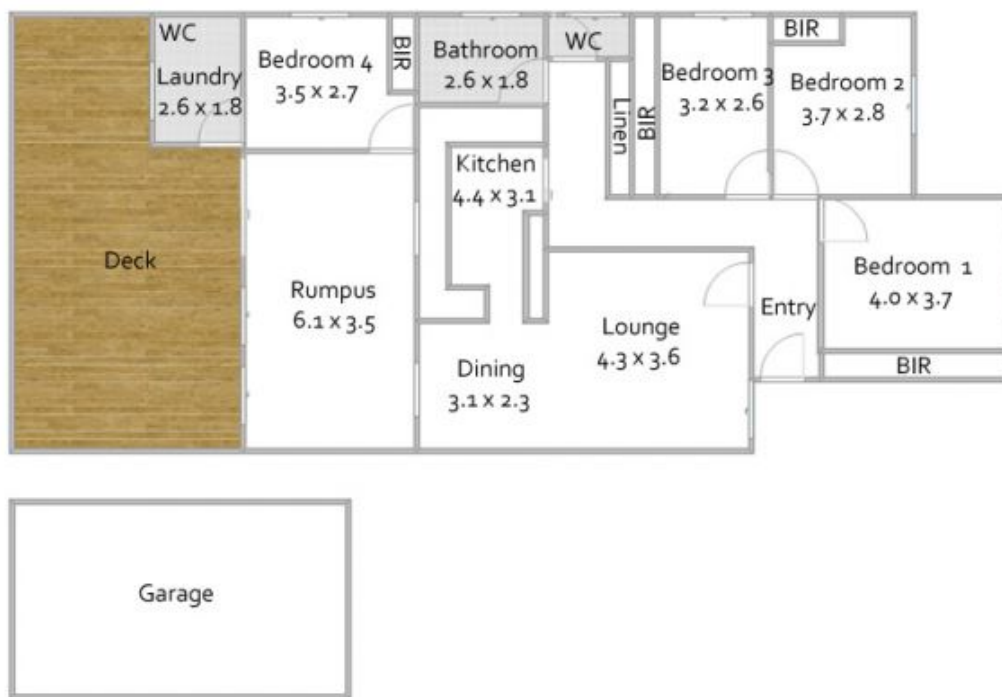 WC
Laundry
2.6 x 1.8
Bedroom 4
3.5 x 2.7
BIR
Bathroom
2.6 x 1.8
WC
Linen
BIR
Bedroom 3
3.2 x 2.6
BIR
Bedroom 2
3.7 x 2.8
Kitchen
4.4 x 3.1
Deck
Rumpus
6.1 x 3.5
Dining
3.1 x 2.3
Lounge
4.3 x 3.6
Entry
Bedroom 1
4.0 x 3.7
BIR
Garage